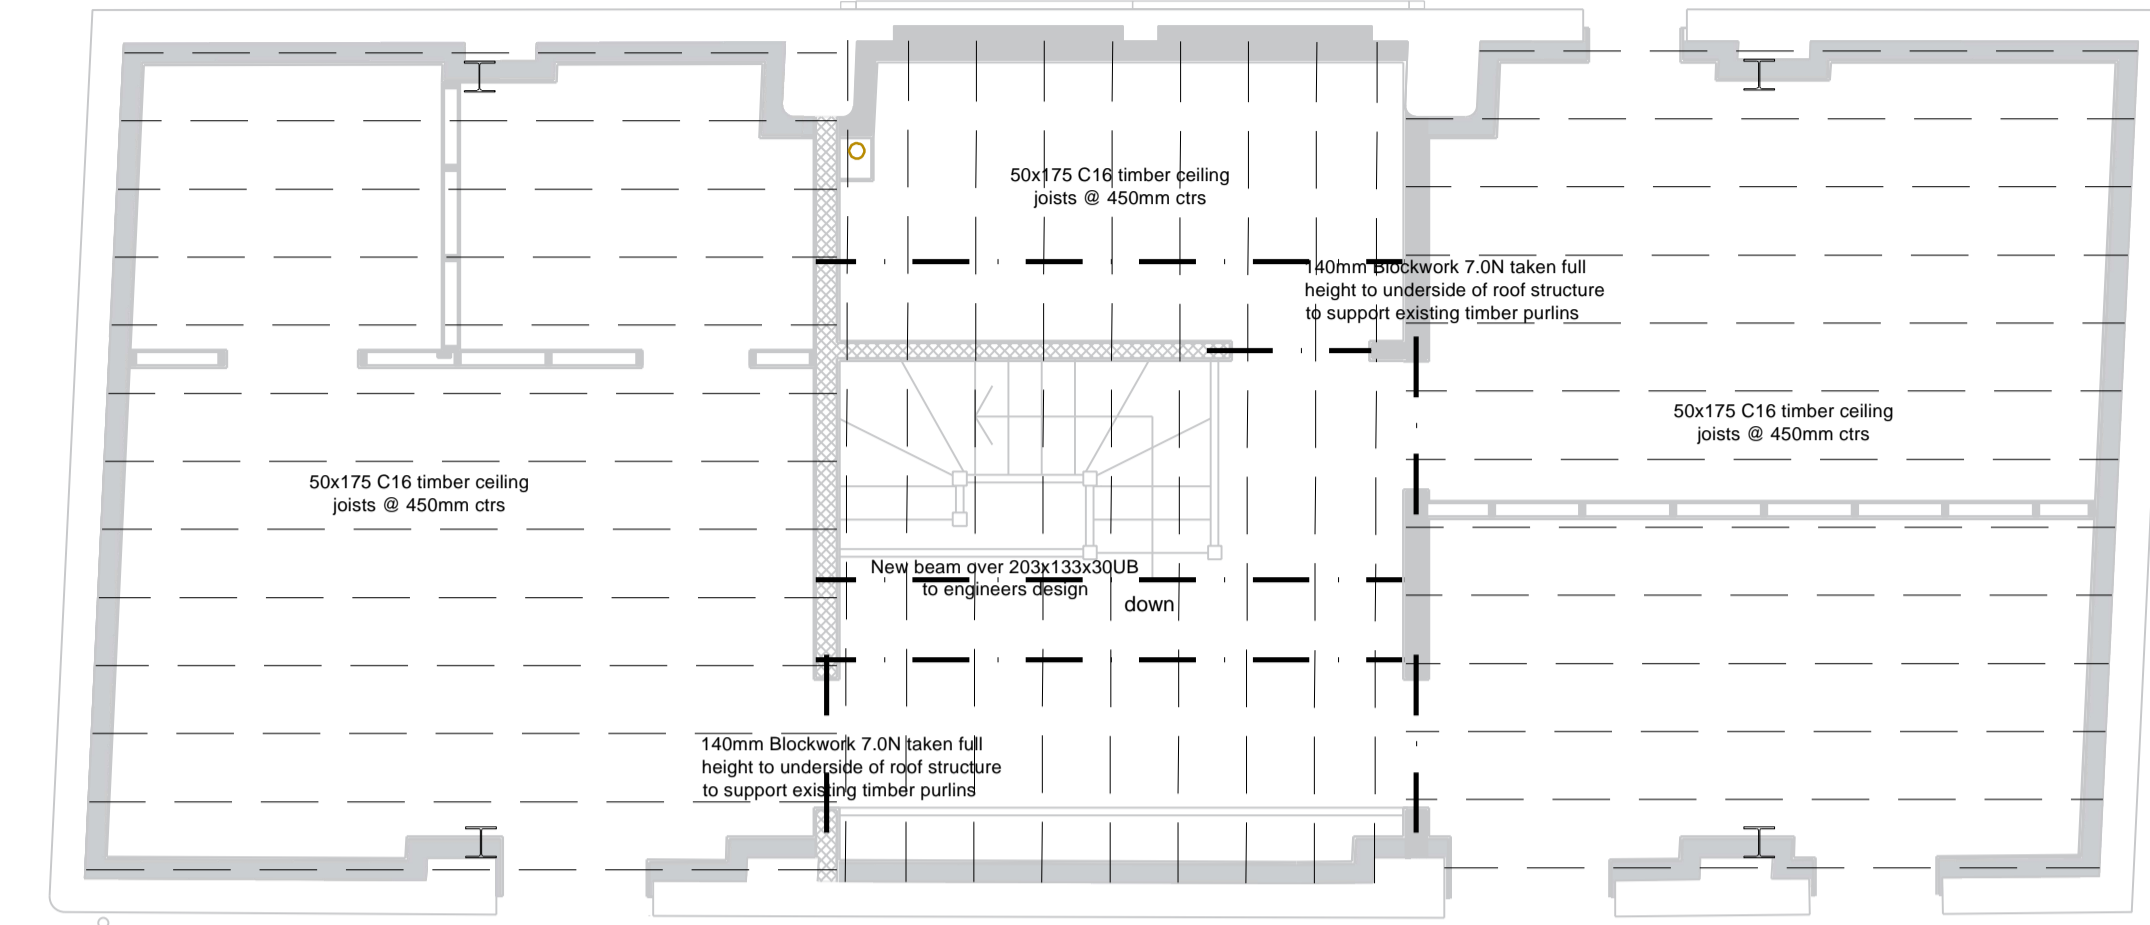 50x175 C16 timber ceiling
joists @ 450mm ctrs
140mm Blockwork 7.0N taken full
height to underside of roof structure
to support existing timber purlins
50x175 C16 timber ceiling
joists @ 450mm ctrs
50x175 C16 timber ceiling
joists @ 450mm ctrs
New beam over 203x133x30UB
to engineers design
down
140mm Blockwork 7.0N taken full
height to underside of roof structure
to support existing timber purlins